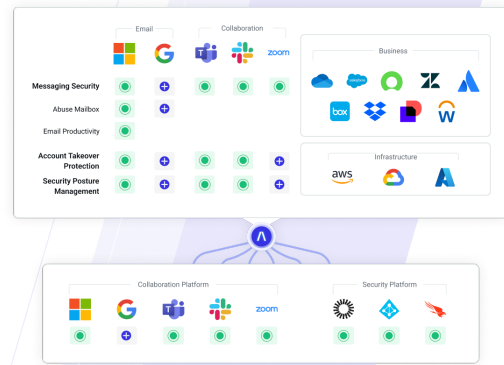 Email
Collaboration
zoom
Messaging Security
Abuse Mailbox
Email Productivity
Account Takeover
Protection
Security Posture
Management
Business
salesforce
box
w
Infrastructure
aws
Collaboration Platform
zoom
Security Platform